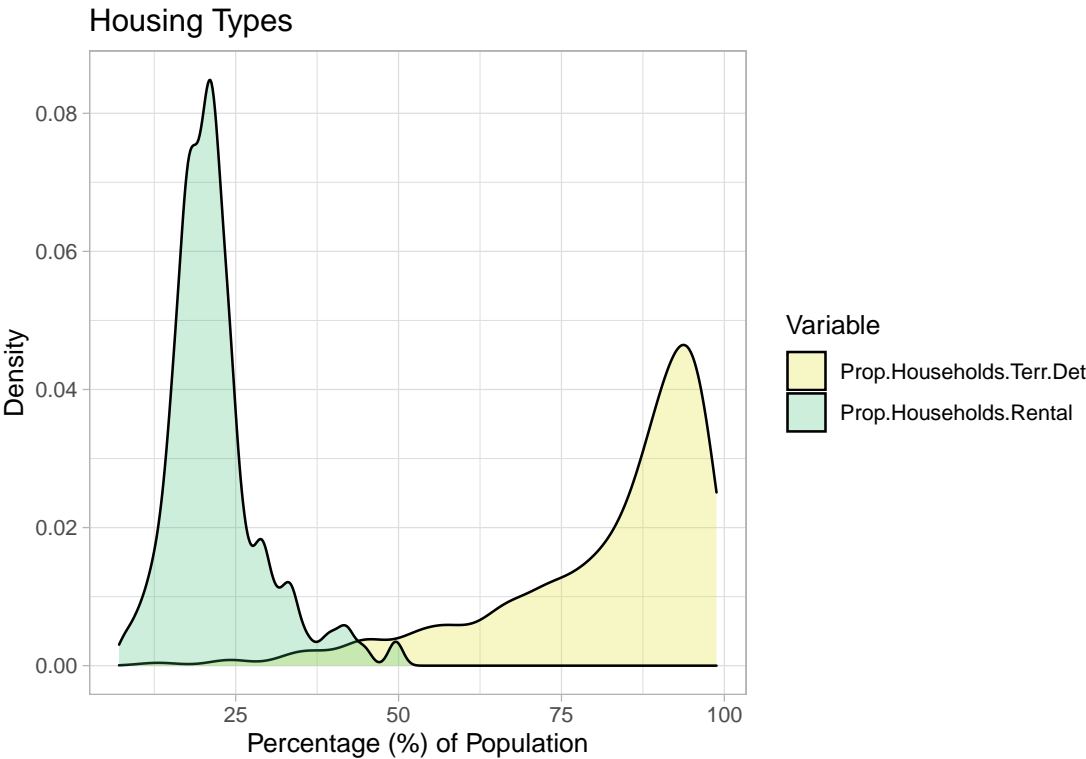 Housing Types
0.08
0.06
0.04
0.02
0.00
Density
25 50 75 100
Percentage (%) of Population
Variable
Prop.Households.Terr.Det
Prop.Households.Rental